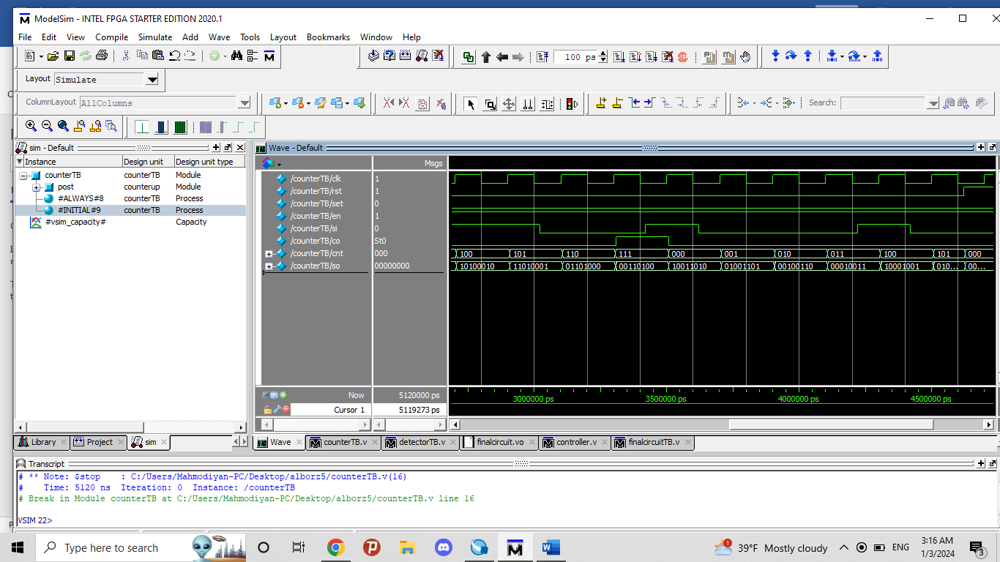 ModelSim - INTEL FPGA STARTER EDITION 2020.1
File Edit View Compile Simulate Add Wave Tools Layout Bookmarks Window Help
100 ps
Layout Simulate
ColumnLayout AllColumns
Search:
sim - Default
Instance Design unit Design unit type
counterTB counterTB Module
post counterup Module
#ALWAYS#8 counterTB Process
#INITIAL#9 counterTB Process
#vsim_capacity# Capacity
Wave - Default
Msgs
/counterTB/clk 1
/counterTB/rst 1
/counterTB/set 0
/counterTB/en 1
/counterTB/si 0
/counterTB/co St0
/counterTB/cnt 000 100 101 110 111 000 001 010 011 100 101 000
/counterTB/so 00000000 10100010 11010001 01101000 00110100 10011010 01001101 00100110 00010011 10001001 010... 00...
Now 5120000 ps 3000000 ps 3500000 ps 4000000 ps 4500000 ps
Cursor 1 5119273 ps
Library Project sim
Wave counterTB.v detectorTB.v finalcircuit.vo controller.v finalcircuitTB.v
Transcript
# ** Note: $stop : C:/Users/Mahmodiyan-PC/Desktop/alborz5/counterTB.v(16)
# Time: 5120 ns Iteration: 0 Instance: /counterTB
# Break in Module counterTB at C:/Users/Mahmodiyan-PC/Desktop/alborz5/counterTB.v line 16
VSIM 22>
Type here to search
1
39°F Mostly cloudy
ENG
3:16 AM
1/3/2024
3